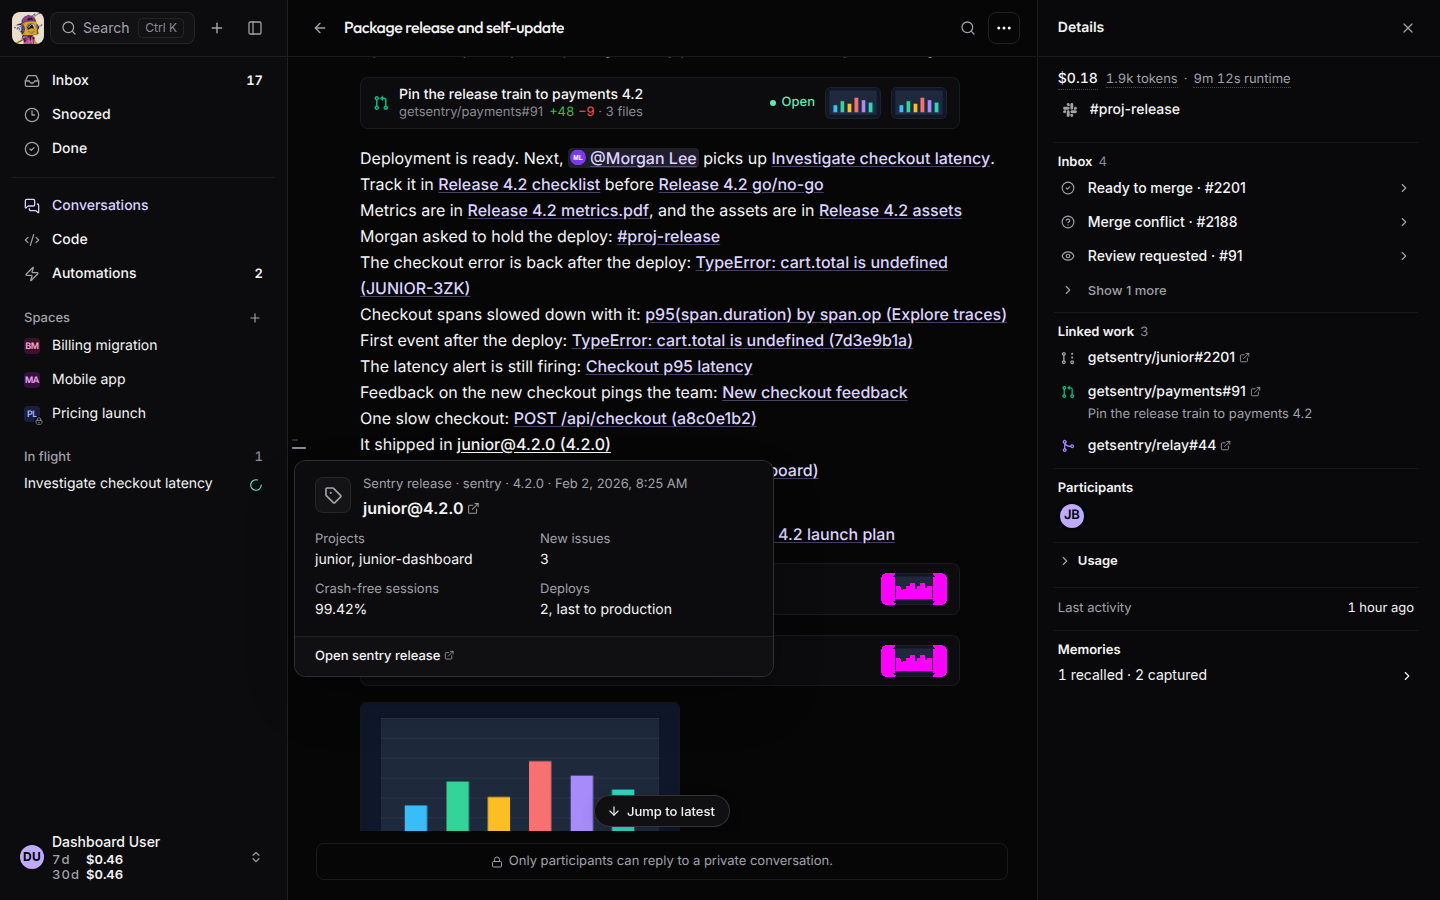 Search Ctrl K
Inbox 17
Snoozed
Done
Conversations
Code
Automations 2
Spaces
BM Billing migration
MA Mobile app
PL Pricing launch
In flight 1
Investigate checkout latency
DU Dashboard User
7d $0.46
30d $0.46
Package release and self-update
Pin the release train to payments 4.2
getsentry/payments#91 +48 −9 · 3 files
Open
Deployment is ready. Next, ML @Morgan Lee picks up Investigate checkout latency.
Track it in Release 4.2 checklist before Release 4.2 go/no-go
Metrics are in Release 4.2 metrics.pdf, and the assets are in Release 4.2 assets
Morgan asked to hold the deploy: #proj-release
The checkout error is back after the deploy: TypeError: cart.total is undefined
(JUNIOR-3ZK)
Checkout spans slowed down with it: p95(span.duration) by span.op (Explore traces)
First event after the deploy: TypeError: cart.total is undefined (7d3e9b1a)
The latency alert is still firing: Checkout p95 latency
Feedback on the new checkout pings the team: New checkout feedback
One slow checkout: POST /api/checkout (a8c0e1b2)
It shipped in junior@4.2.0 (4.2.0)
oard)
4.2 launch plan
Sentry release · sentry · 4.2.0 · Feb 2, 2026, 8:25 AM
junior@4.2.0
Projects
junior, junior-dashboard
New issues
3
Crash-free sessions
99.42%
Deploys
2, last to production
Open sentry release
Jump to latest
Only participants can reply to a private conversation.
Details
$0.18 1.9k tokens · 9m 12s runtime
#proj-release
Inbox 4
Ready to merge · #2201
Merge conflict · #2188
Review requested · #91
Show 1 more
Linked work 3
getsentry/junior#2201
getsentry/payments#91
Pin the release train to payments 4.2
getsentry/relay#44
Participants
JB
Usage
Last activity 1 hour ago
Memories
1 recalled · 2 captured